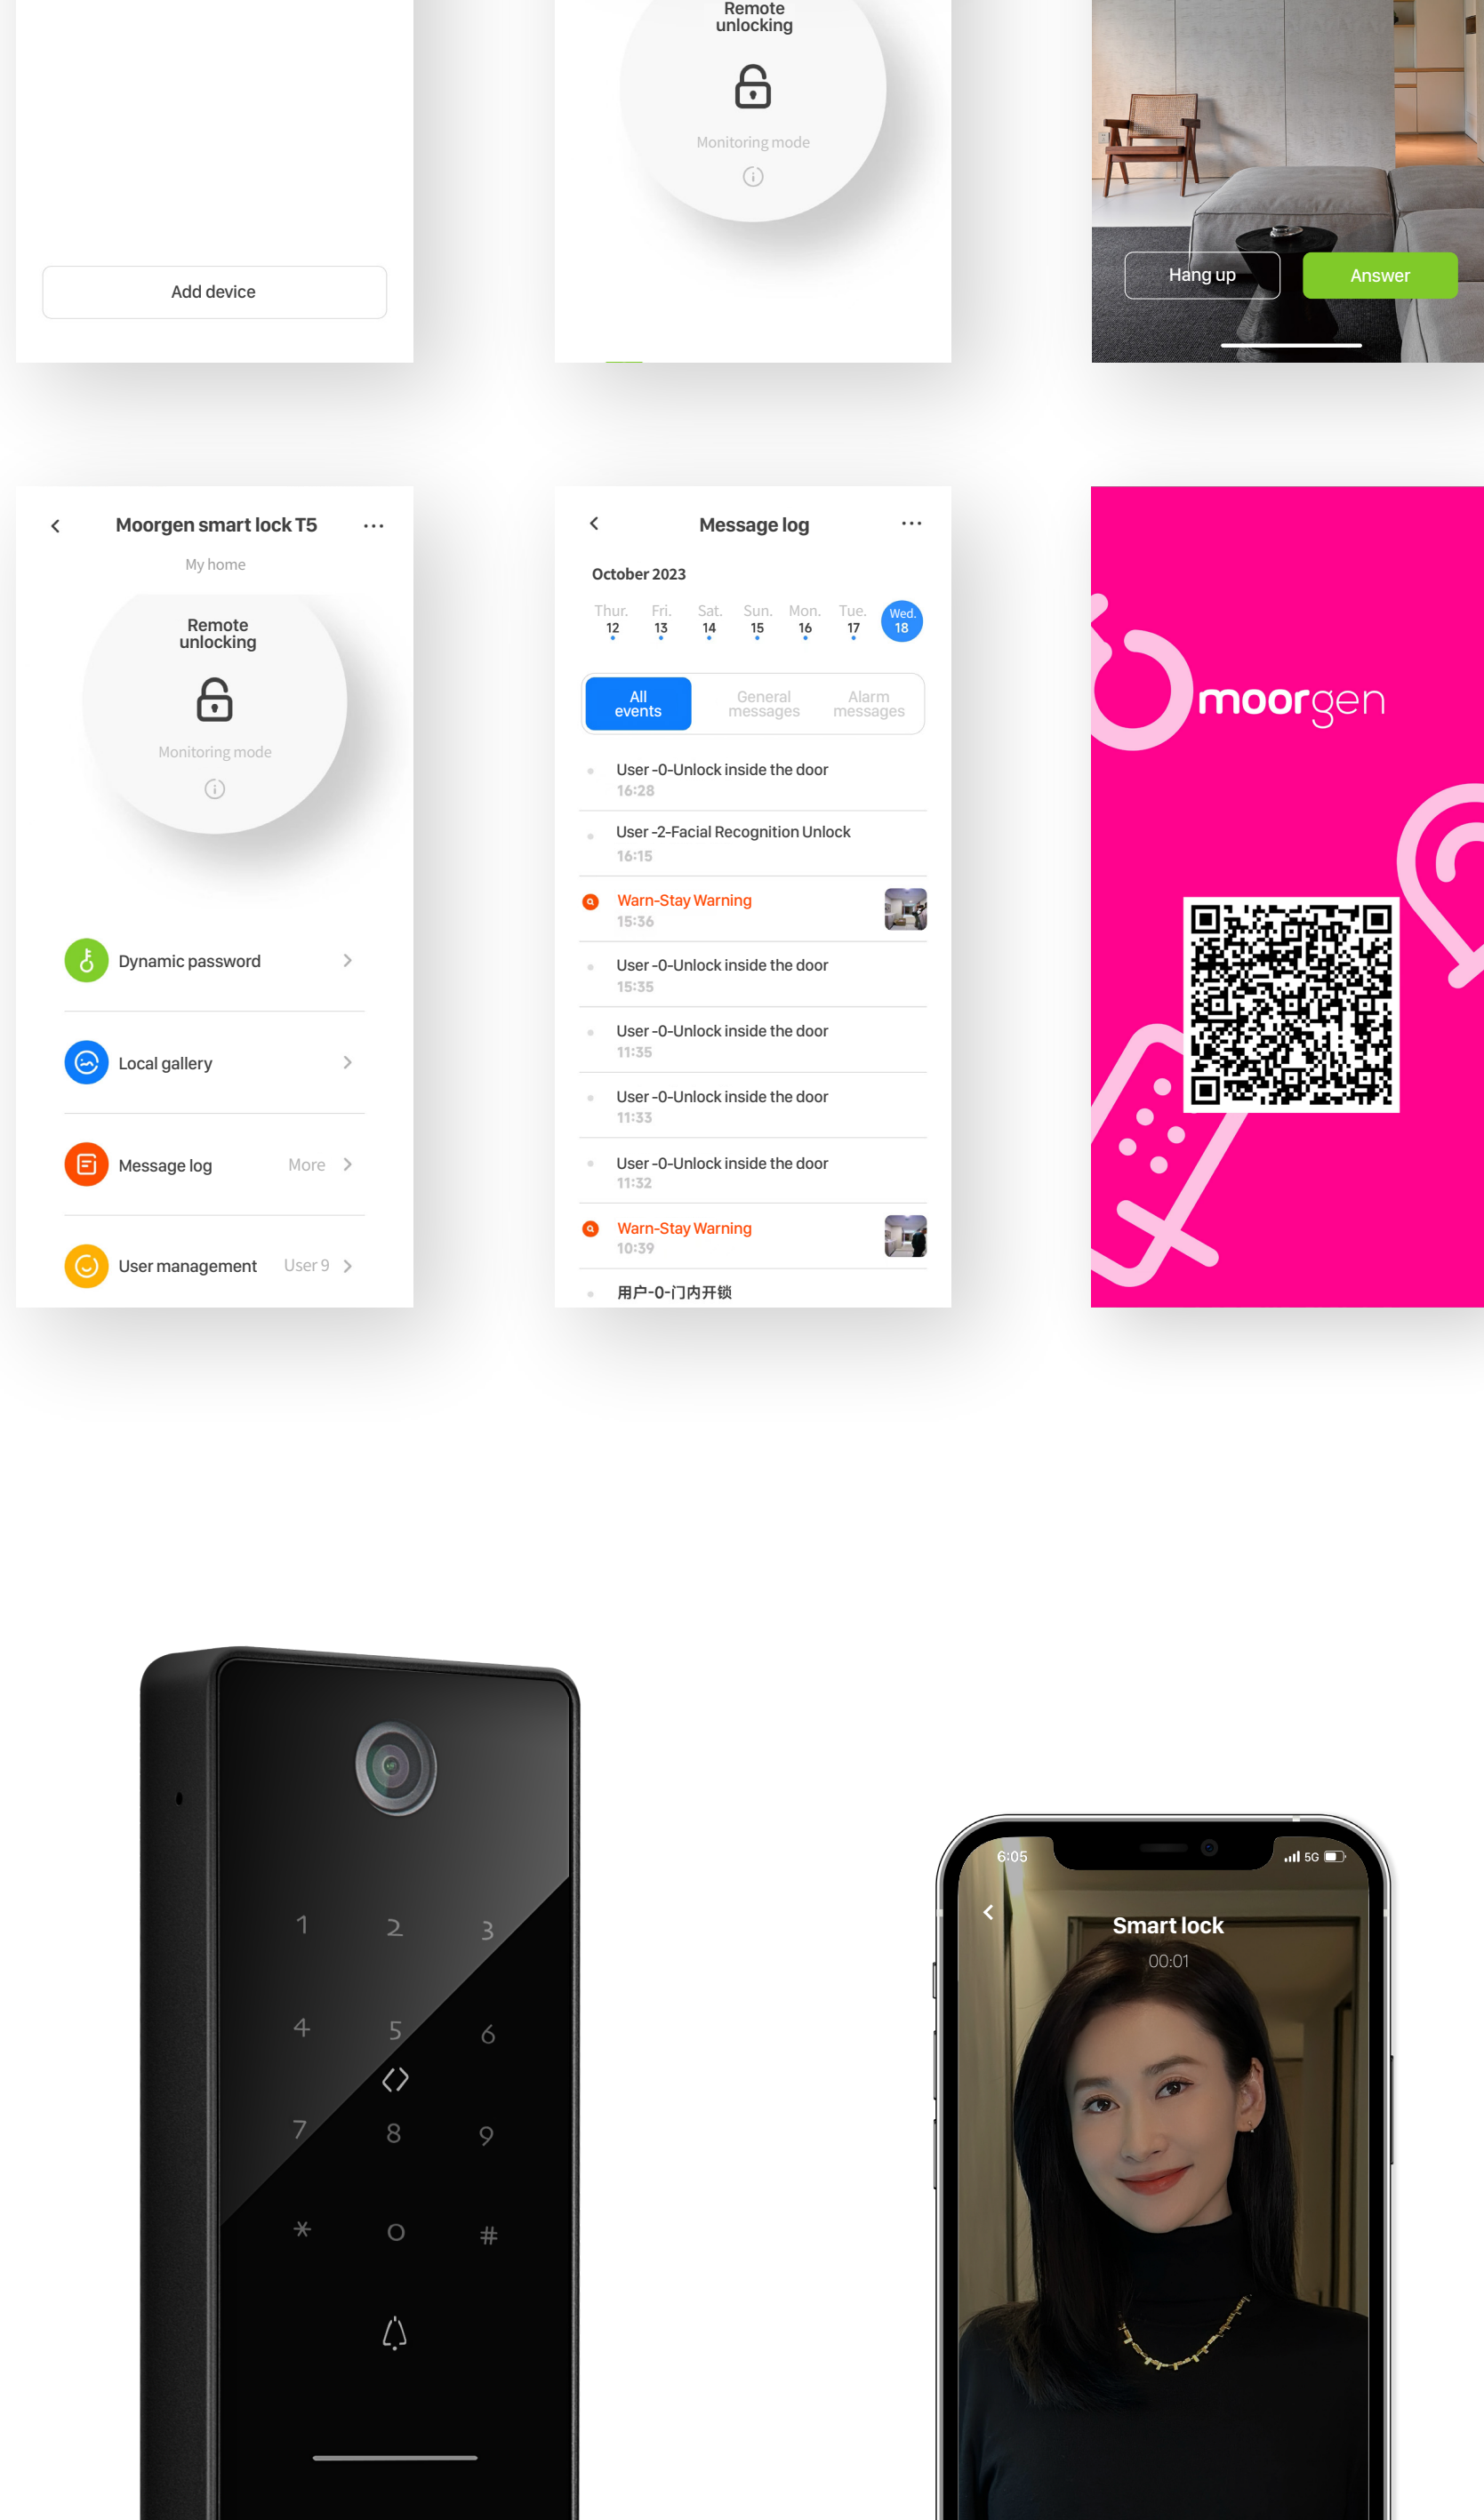 Remote
unlocking
Monitoring mode
Add device
Hang up
Answer
Moorgen smart lock T5
My home
Remote
unlocking
Monitoring mode
Dynamic password
Local gallery
Message log More
User management User 9
Message log
October 2023
Thur. Fri. Sat. Sun. Mon. Tue. Wed.
12 13 14 15 16 17 18
All
events
General
messages
Alarm
messages
User -0-Unlock inside the door
16:28
User -2-Facial Recognition Unlock
16:15
Warn-Stay Warning
15:36
User -0-Unlock inside the door
15:35
User -0-Unlock inside the door
11:35
User -0-Unlock inside the door
11:33
User -0-Unlock inside the door
11:32
Warn-Stay Warning
10:39
用户-0-门内开锁
moorgen
1 2 3
4 5 6
7 8 9
* 0 #
6:05
5G
Smart lock
00:01